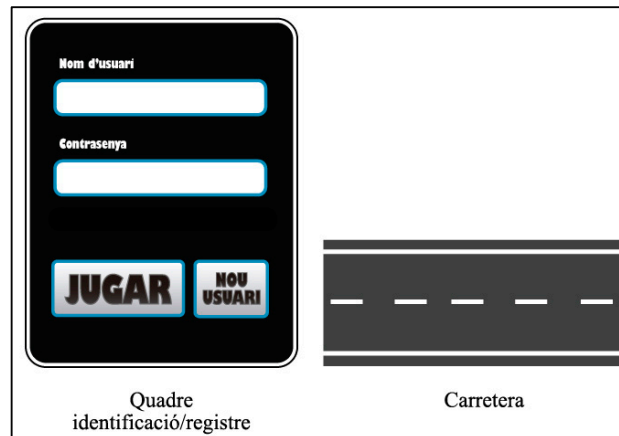 Nom d'usuari
Contrasenya
JUGAR
NOU
USUARI
Quadre
identificació/registre
Carretera